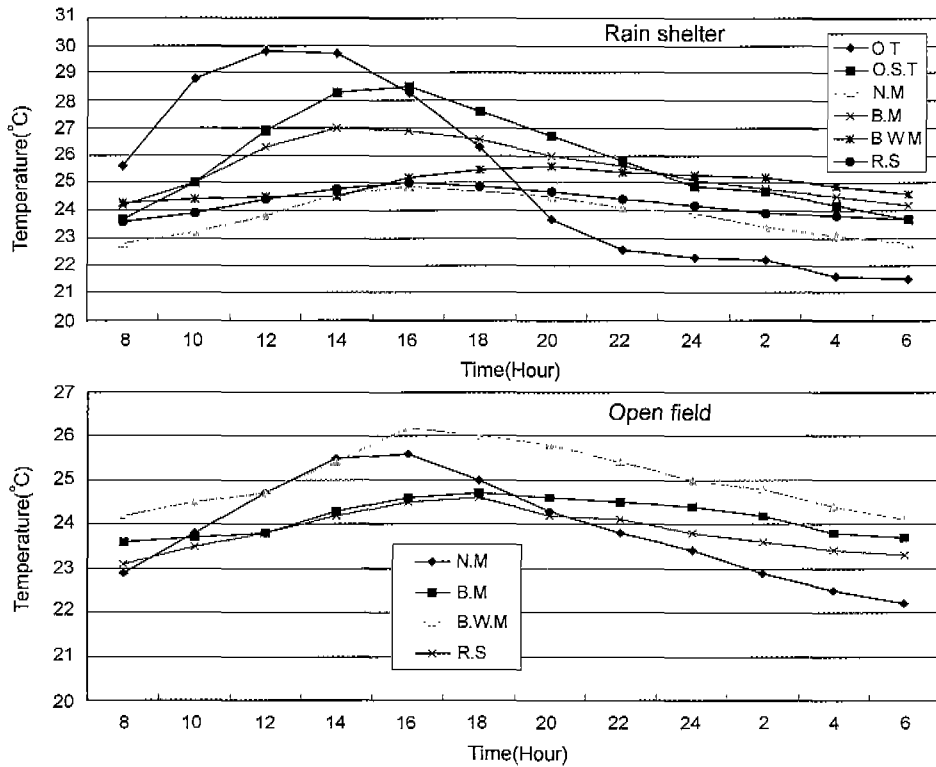 Rain shelter
31
30
29
28
27
26
25
24
23
22
21
20
Temperature(°C)
O T
O.S.T
N.M
B.M
B W M
R.S
8 10 12 14 16 18 20 22 24 2 4 6
Time(Hour)
Open field
27
26
25
24
23
22
21
20
Temperature(°C)
N.M
B.M
B.W.M
R.S
8 10 12 14 16 18 20 22 24 2 4 6
Time(Hour)